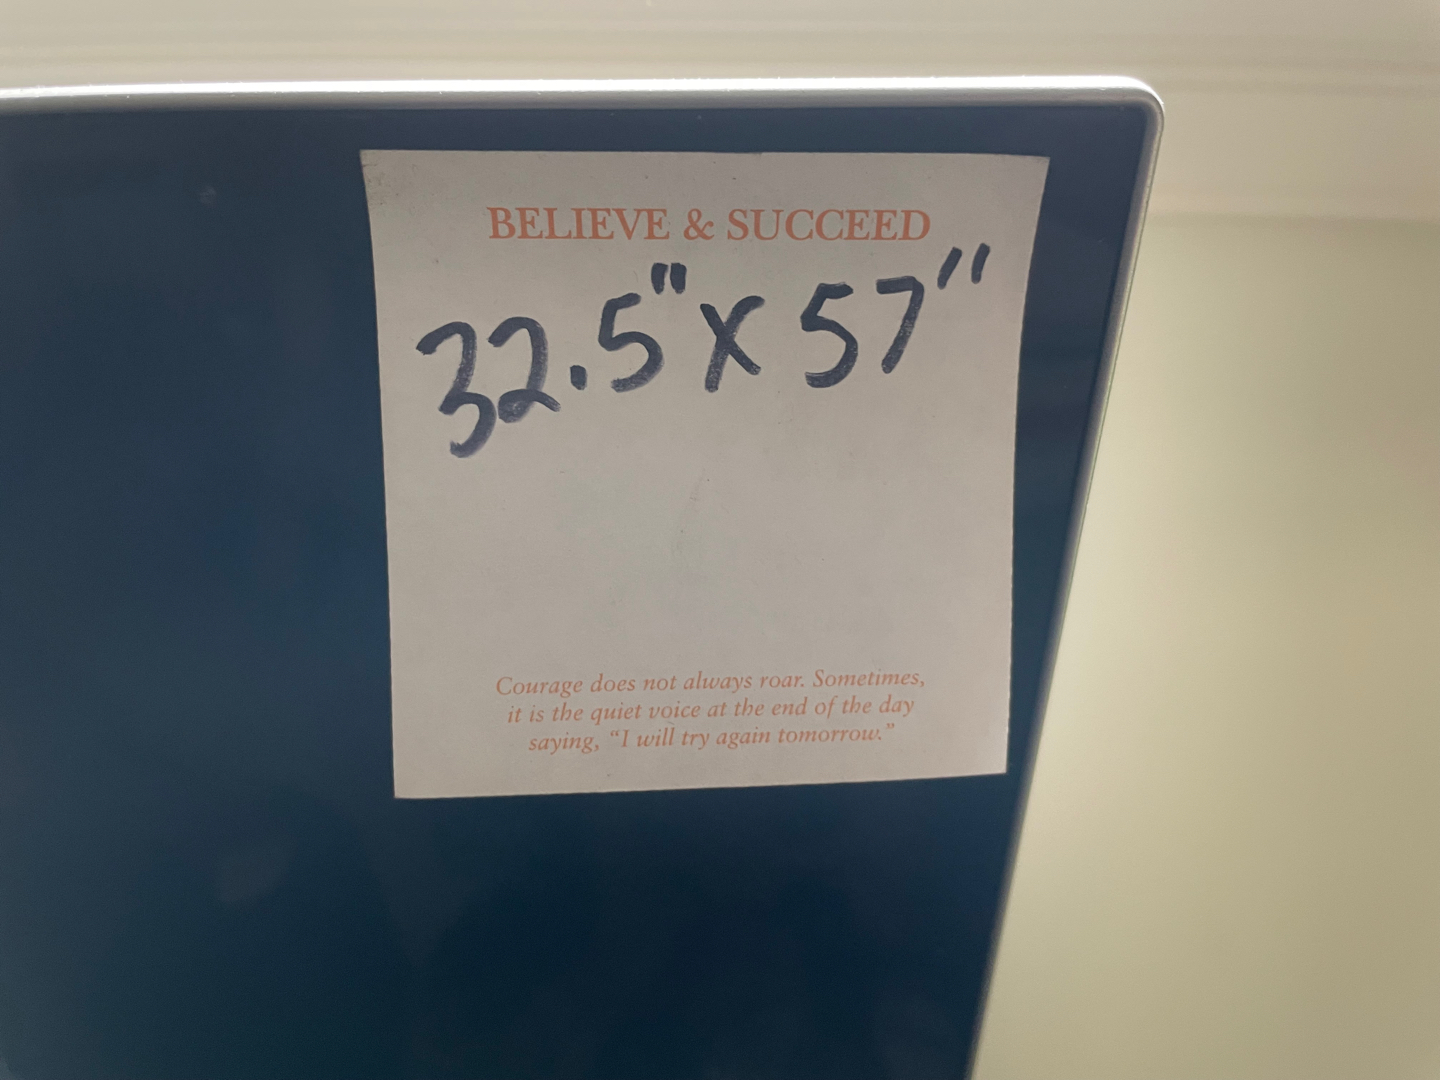 BELIEVE & SUCCEED
32.5" X 57"
Courage does not always roar. Sometimes,
it is the quiet voice at the end of the day
saying, “I will try again tomorrow.”